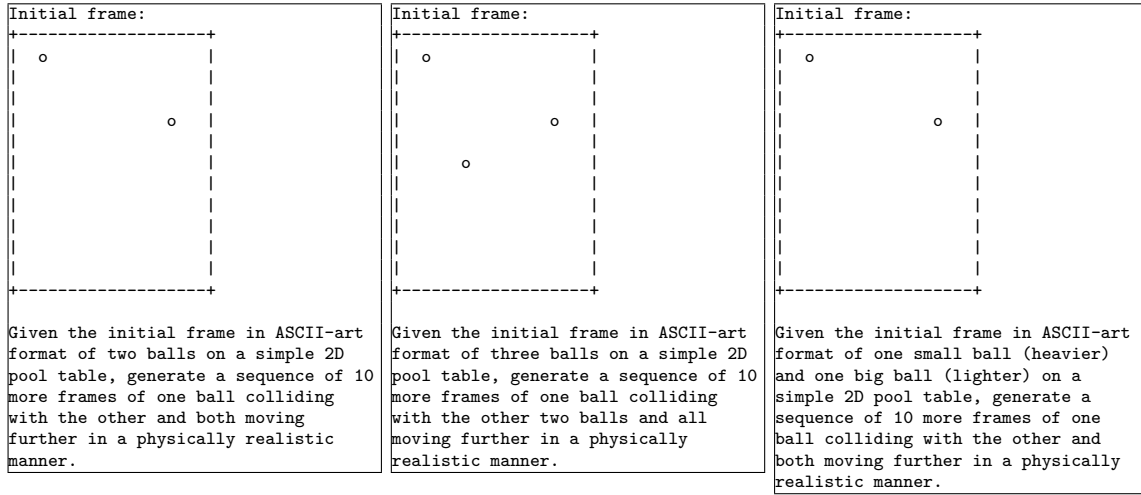 Initial frame:
+-------------------+
|  o                |
|                   |
|                   |
|               o   |
|                   |
|                   |
|                   |
|                   |
|                   |
|                   |
|                   |
+-------------------+
Given the initial frame in ASCII-art
format of two balls on a simple 2D
pool table, generate a sequence of 10
more frames of one ball colliding
with the other and both moving
further in a physically realistic
manner.
Initial frame:
+-------------------+
|  o                |
|                   |
|                   |
|               o   |
|                   |
|      o            |
|                   |
|                   |
|                   |
|                   |
|                   |
+-------------------+
Given the initial frame in ASCII-art
format of three balls on a simple 2D
pool table, generate a sequence of 10
more frames of one ball colliding
with the other two balls and all
moving further in a physically
realistic manner.
Initial frame:
+-------------------+
|  o                |
|                   |
|                   |
|               o   |
|                   |
|                   |
|                   |
|                   |
|                   |
|                   |
|                   |
+-------------------+
Given the initial frame in ASCII-art
format of one small ball (heavier)
and one big ball (lighter) on a
simple 2D pool table, generate a
sequence of 10 more frames of one
ball colliding with the other and
both moving further in a physically
realistic manner.